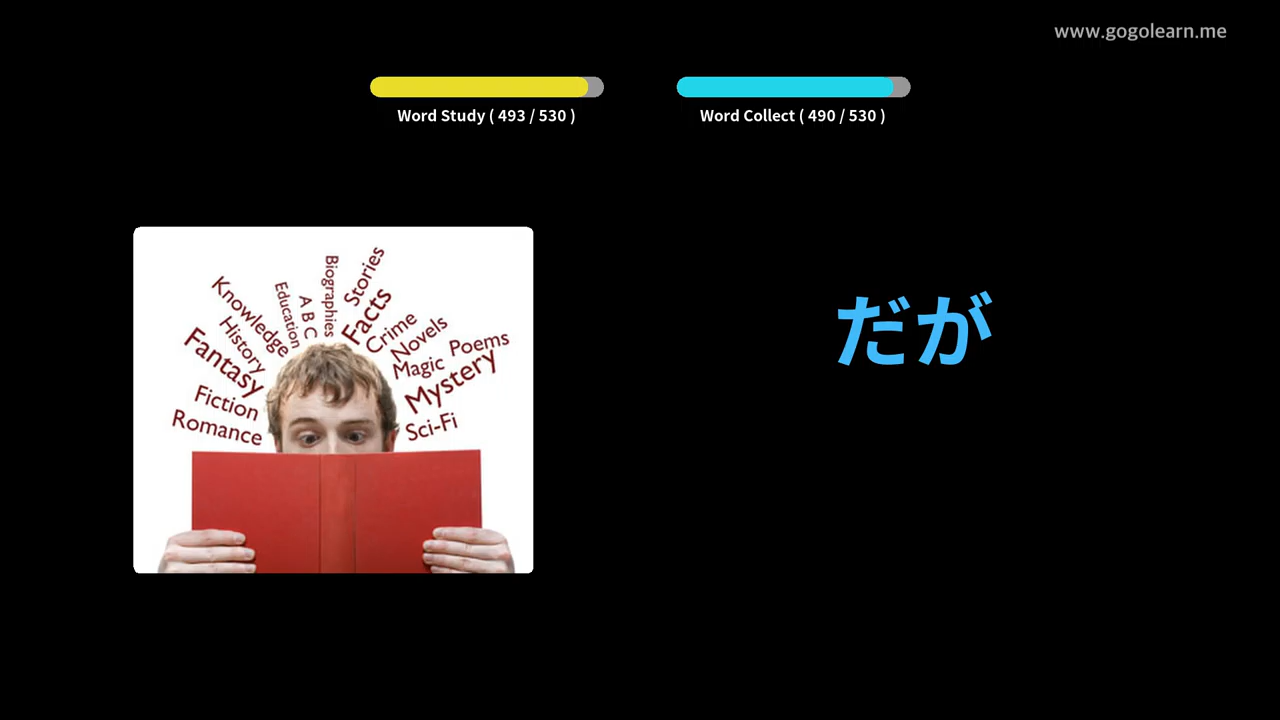 www.gogolearn.me
Word Study ( 493 / 530 )
Word Collect ( 490 / 530 )
だが
Biographies
Stories
Education
A B C
Facts
Knowledge
Crime
History
Novels
Poems
Fantasy
Magic
Mystery
Fiction
Romance
Sci-Fi